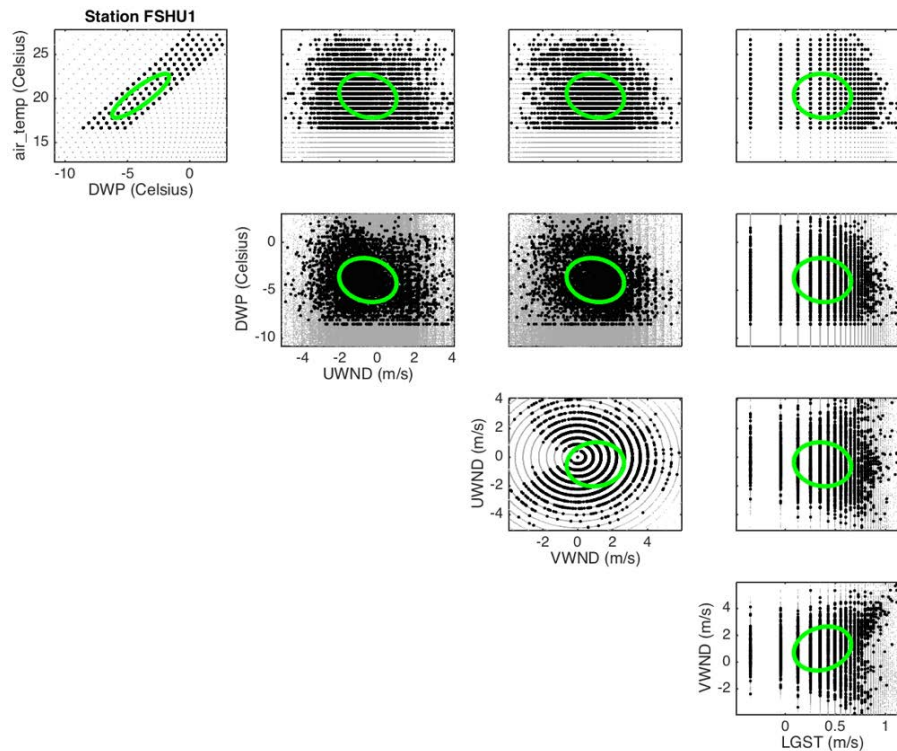 Station FSHU1
air_temp (Celsius)
25
20
15
-10 -5 0
DWP (Celsius)
DWP (Celsius)
0
-5
-10
-4 -2 0 2 4
UWND (m/s)
UWND (m/s)
4
2
0
-2
-4
-2 0 2 4
VWND (m/s)
VWND (m/s)
4
2
0
-2
0 0.5 1
LGST (m/s)